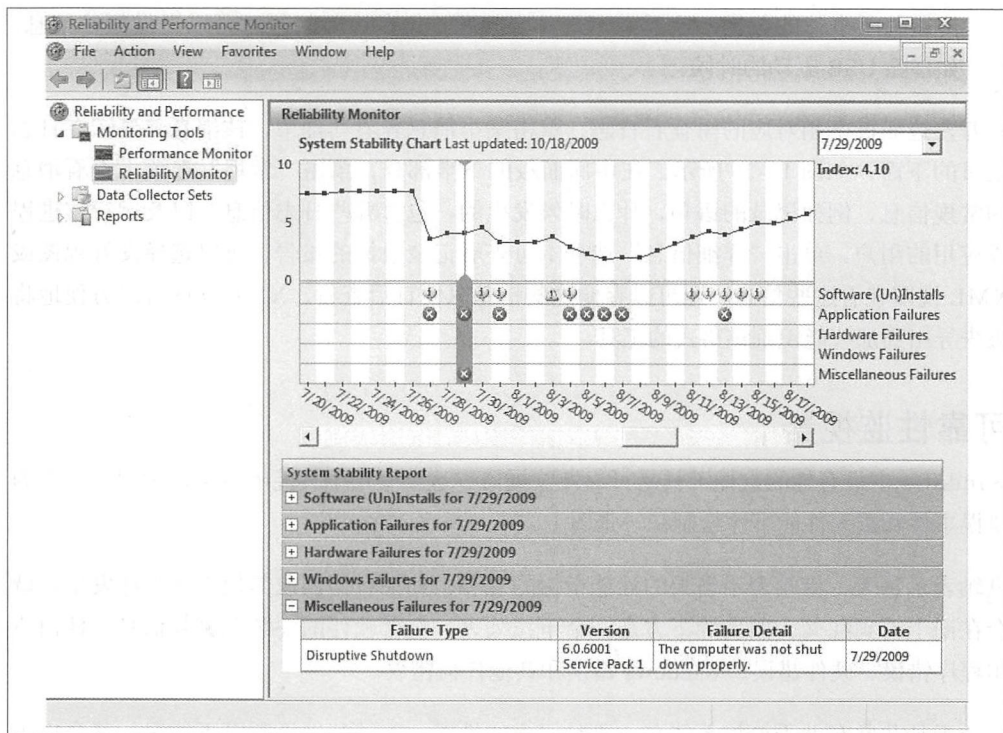 Reliability and Performance Monitor
File Action View Favorites Window Help
Reliability and Performance
Monitoring Tools
Performance Monitor
Reliability Monitor
Data Collector Sets
Reports
Reliability Monitor
System Stability Chart Last updated: 10/18/2009
7/29/2009
Index: 4.10
10
5
0
Software (Un)Installs
Application Failures
Hardware Failures
Windows Failures
Miscellaneous Failures
7/20/2009
7/22/2009
7/24/2009
7/26/2009
7/28/2009
7/30/2009
8/1/2009
8/3/2009
8/5/2009
8/7/2009
8/9/2009
8/11/2009
8/13/2009
8/15/2009
8/17/2009
System Stability Report
Software (Un)Installs for 7/29/2009
Application Failures for 7/29/2009
Hardware Failures for 7/29/2009
Windows Failures for 7/29/2009
Miscellaneous Failures for 7/29/2009
Failure Type Version Failure Detail Date
Disruptive Shutdown 6.0.6001 Service Pack 1 The computer was not shut down properly. 7/29/2009